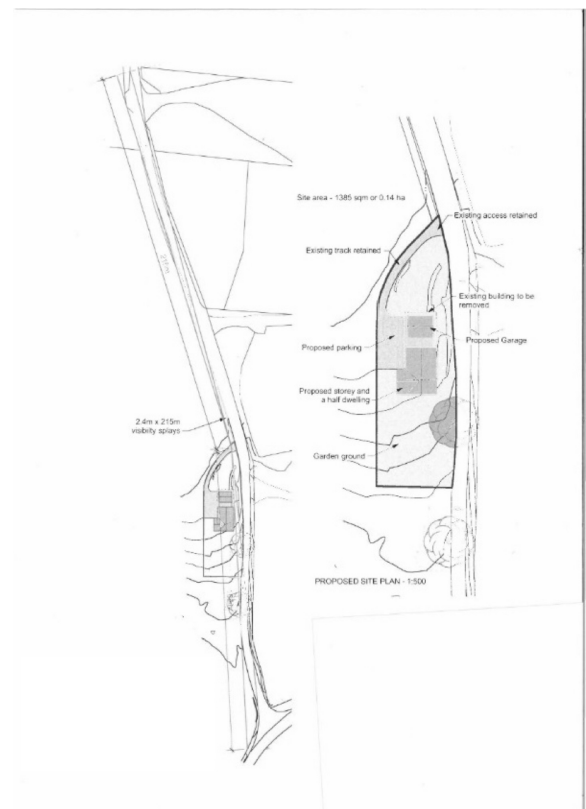 Site area - 1385 sqm or 0.14 ha
Existing access retained
Existing track retained
Existing building to be
removed
Proposed Garage
Proposed parking
Proposed storey and
a half dwelling
Garden ground
PROPOSED SITE PLAN - 1:500
2.4m x 215m
visibility splays